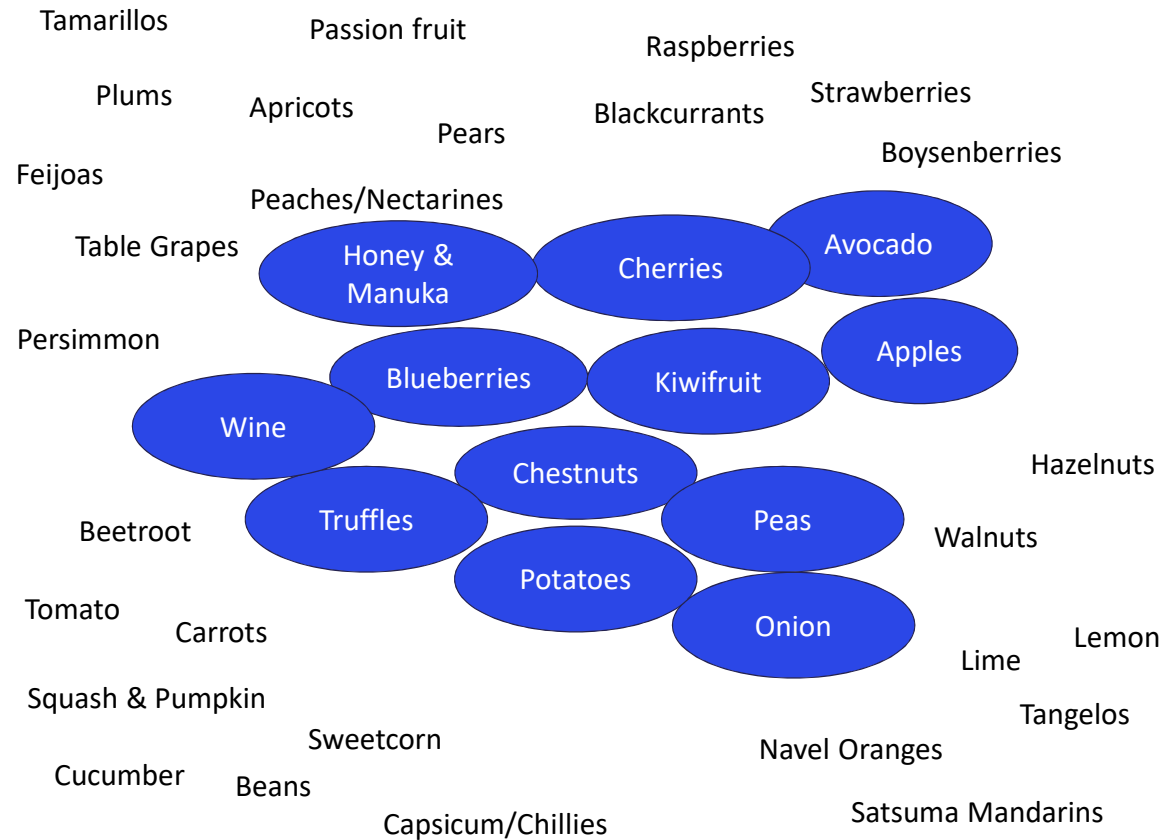 Tamarillos
Passion fruit
Raspberries
Plums
Apricots
Pears
Blackcurrants
Strawberries
Boysenberries
Feijoas
Peaches/Nectarines
Table Grapes
Honey &
Manuka
Cherries
Avocado
Persimmon
Blueberries
Kiwifruit
Apples
Wine
Chestnuts
Hazelnuts
Beetroot
Truffles
Peas
Walnuts
Potatoes
Tomato
Carrots
Onion
Lemon
Lime
Squash & Pumpkin
Tangelos
Sweetcorn
Navel Oranges
Cucumber
Beans
Capsicum/Chillies
Satsuma Mandarins